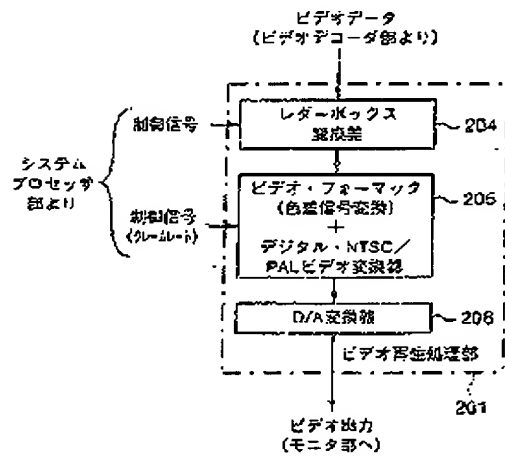 ビデオデータ
(ビデオデコーダ部より)
制御信号
レターボックス
変換器
204
システム
プロセッサ
部より
制御信号
(フレームレート)
ビデオ・フォーマック
(色差信号変換)
+
デジタル・NTSC/
PALビデオ変換器
205
D/A変換器
206
ビデオ再生処理部
201
ビデオ出力
(モニタ部へ)